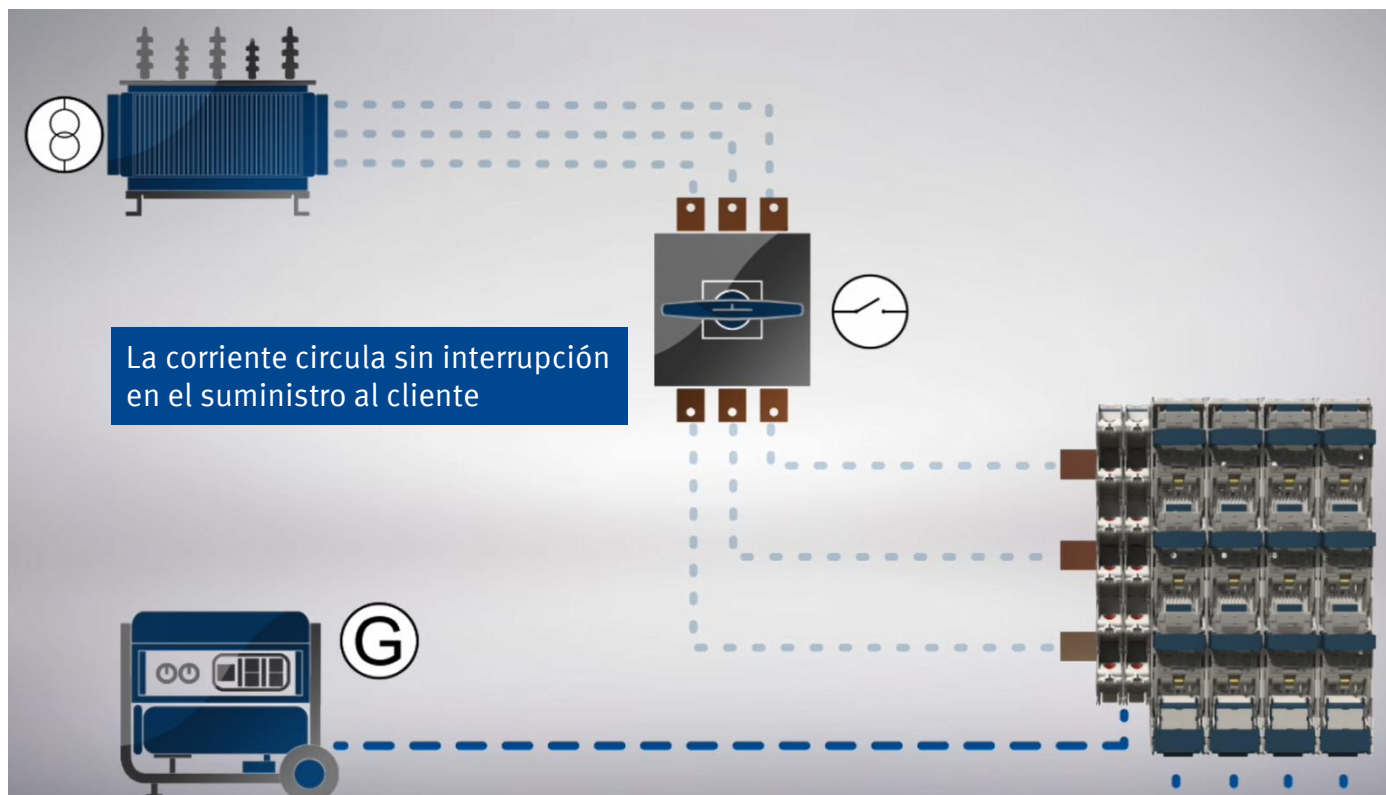 La corriente circula sin interrupción
en el suministro al cliente
G